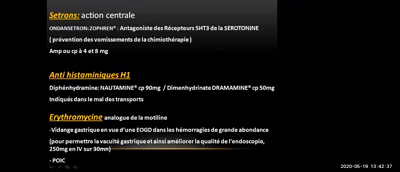 Setrons: action centrale
ONDANSETRON: ZOPHREN® : Antagoniste des Récepteurs 5HT3 de la SEROTONINE
( prévention des vomissements de la chimiothérapie )
Amp ou cp à 4 et 8 mg
Anti histaminiques H1
Diphénhydramine: NAUTAMINE® cp 90mg / Dimenhydrinate DRAMAMINE® cp 50mg
Indiqués dans le mal des transports
Erythromycine analogue de la motiline
-Vidange gastrique en vue d'une EOGD dans les hémorragies de grande abondance
(pour permettre la vacuité gastrique et ainsi améliorer la qualité de l'endoscopie,
250mg en IV sur 30mn)
- POIC
2020-05-19 13:42:37